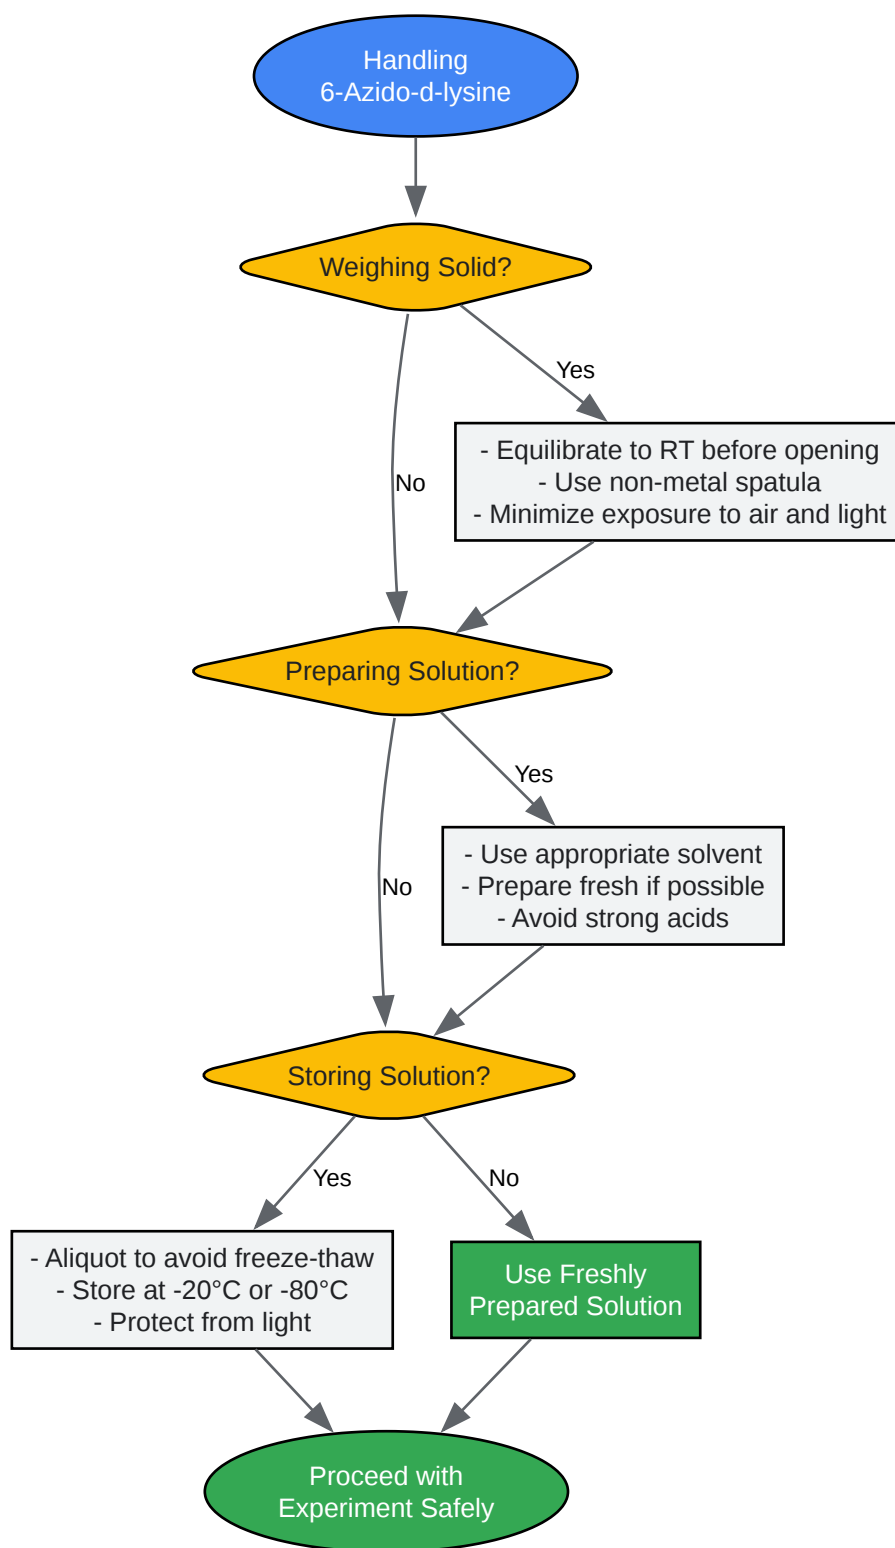 Handling
6-Azido-d-lysine
Weighing Solid?
Yes
- Equilibrate to RT before opening
- Use non-metal spatula
- Minimize exposure to air and light
No
Preparing Solution?
Yes
- Use appropriate solvent
- Prepare fresh if possible
- Avoid strong acids
No
Storing Solution?
Yes
No
- Aliquot to avoid freeze-thaw
- Store at -20°C or -80°C
- Protect from light
Use Freshly
Prepared Solution
Proceed with
Experiment Safely